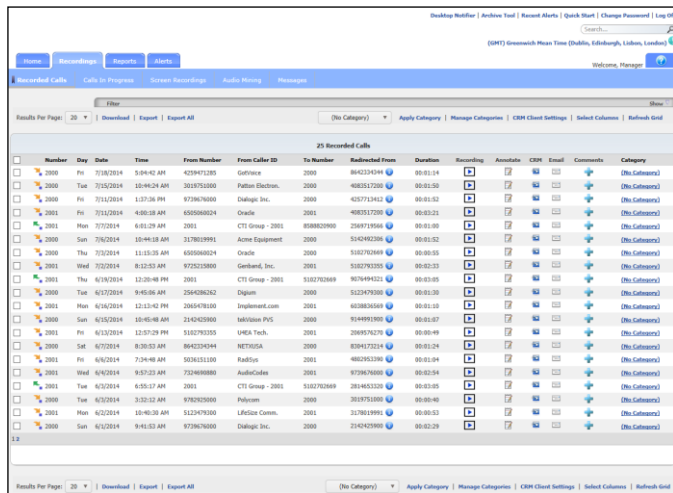 Desktop Notifier | Archive Tool | Recent Alerts | Quick Start | Change Password | Log Of
Search...
(GMT) Greenwich Mean Time (Dublin, Edinburgh, Lisbon, London)
Home Recordings Reports Alerts
Welcome, Manager
Recorded Calls Calls In Progress Screen Recordings Audio Mining Messages
Filter Show
Results Per Page: 20 | Download | Export | Export All (No Category) Apply Category | Manage Categories | CRM Client Settings | Select Columns | Refresh Grid
25 Recorded Calls
Number Day Date Time From Number From Caller ID To Number Redirected From Duration Recording Annotate CRM Email Comments Category
2000 Fri 7/18/2014 5:04:42 AM 4259471285 GotVoice 2000 8642334344 00:01:14 (No Category)
2000 Tue 7/15/2014 10:44:24 AM 3019751000 Patton Electron. 2000 4083517200 00:01:50 (No Category)
2000 Fri 7/11/2014 1:37:36 PM 9739676000 Dialogic Inc. 2000 4257713412 00:01:52 (No Category)
2001 Fri 7/11/2014 4:00:18 AM 6505060024 Oracle 2001 4083517200 00:03:21 (No Category)
2001 Mon 7/7/2014 6:01:29 AM 2001 CTI Group - 2001 8588820900 2569719566 00:01:00 (No Category)
2000 Sun 7/6/2014 10:44:18 AM 3178019991 Acme Equipment 2000 5142492306 00:01:52 (No Category)
2000 Thu 7/3/2014 11:15:35 AM 6505060024 Oracle 2000 5102702669 00:00:55 (No Category)
2001 Wed 7/2/2014 8:12:53 AM 9725215800 Genband, Inc. 2001 5102793355 00:02:33 (No Category)
2001 Thu 6/19/2014 12:20:48 PM 2001 CTI Group - 2001 5102702669 9076494321 00:03:05 (No Category)
2000 Tue 6/17/2014 9:45:06 AM 2564286262 Digium 2000 5123479300 00:01:30 (No Category)
2001 Mon 6/16/2014 12:13:42 PM 2065478100 Implement.com 2001 6038836569 00:01:10 (No Category)
2000 Sun 6/15/2014 10:45:48 AM 2142425900 tekVizion PVS 2000 9144991900 00:01:07 (No Category)
2001 Fri 6/13/2014 12:57:29 PM 5102793355 UHEA Tech. 2001 2069576270 00:00:49 (No Category)
2000 Sat 6/7/2014 8:30:53 AM 8642334344 NETXUSA 2000 8304173214 00:01:24 (No Category)
2001 Fri 6/6/2014 7:34:48 AM 5036151100 RadiSys 2001 4802953390 00:01:04 (No Category)
2001 Wed 6/4/2014 9:57:23 AM 7324690880 AudioCodes 2001 9739676000 00:02:54 (No Category)
2001 Tue 6/3/2014 6:55:17 AM 2001 CTI Group - 2001 5102782669 2814653320 00:03:05 (No Category)
2000 Tue 6/3/2014 3:32:12 AM 9782925000 Polycom 2000 3019751000 00:00:40 (No Category)
2001 Mon 6/2/2014 10:40:38 AM 5123479300 LifeSize Comm. 2001 3178019991 00:00:53 (No Category)
2000 Sun 6/1/2014 9:41:53 AM 9739676000 Dialogic Inc. 2000 2142425900 00:02:29 (No Category)
1 2
Results Per Page: 20 | Download | Export | Export All (No Category) Apply Category | Manage Categories | CRM Client Settings | Select Columns | Refresh Grid